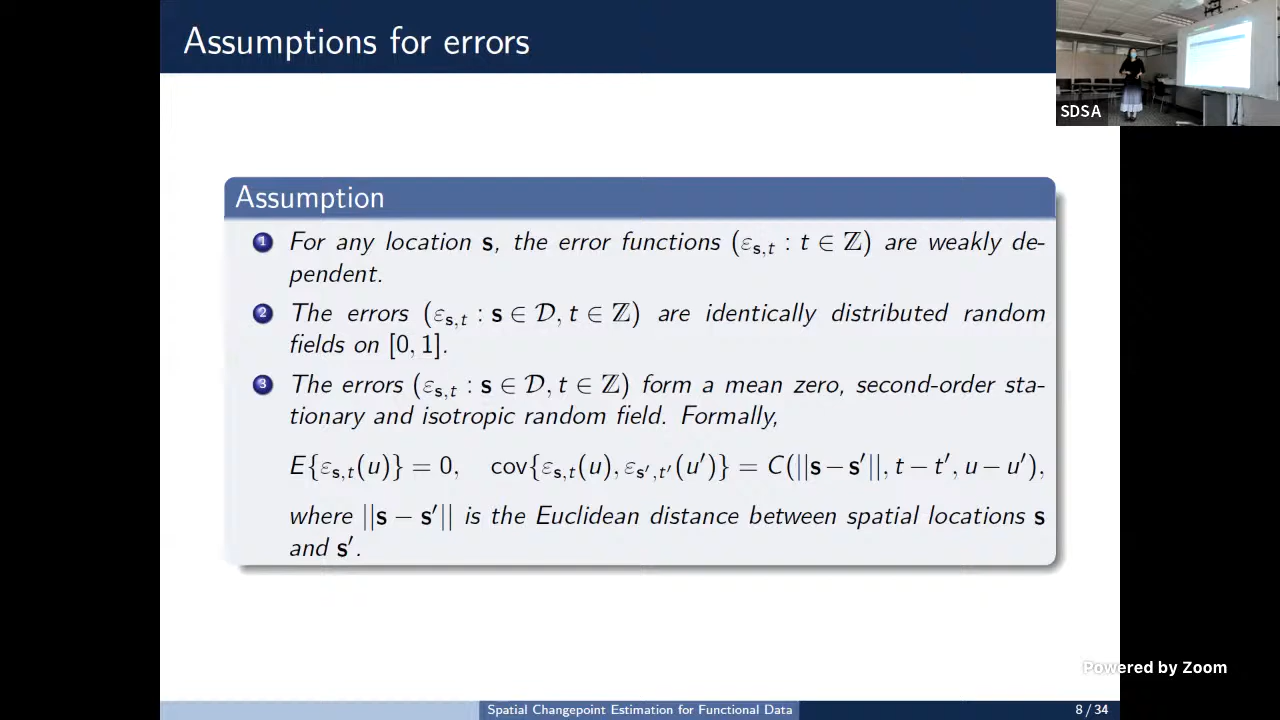 Assumptions for errors
SDSA
Assumption
1 For any location s, the error functions (ε_{s,t} : t ∈ ℤ) are weakly de-
pendent.
2 The errors (ε_{s,t} : s ∈ 𝒟, t ∈ ℤ) are identically distributed random
fields on [0, 1].
3 The errors (ε_{s,t} : s ∈ 𝒟, t ∈ ℤ) form a mean zero, second-order sta-
tionary and isotropic random field. Formally,
E{ε_{s,t}(u)} = 0, cov{ε_{s,t}(u), ε_{s′,t′}(u′)} = C(||s − s′||, t − t′, u − u′),
where ||s − s′|| is the Euclidean distance between spatial locations s
and s′.
Powered by Zoom
Spatial Changepoint Estimation for Functional Data
8 / 34